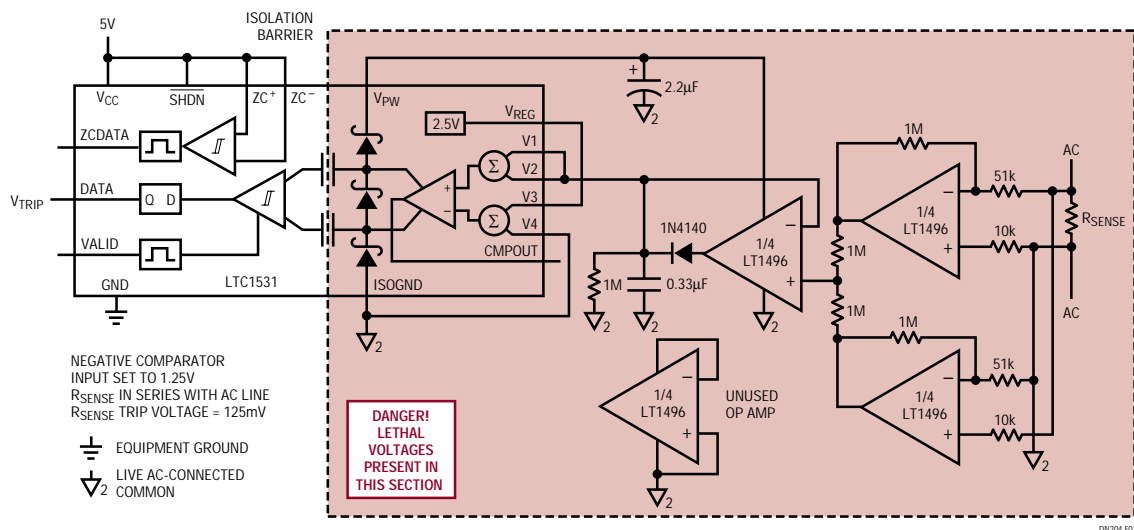 5V
ISOLATION
BARRIER
VCC
SHDN
ZC+
ZC−
VPW
+
2.2µF
2
ZCDATA
2.5V
VREG
V1
V2
V3
V4
Σ
Σ
+
−
DATA
VTRIP
Q D
VALID
CMPOUT
GND
LTC1531
ISOGND
2
1N4140
1M
2
0.33µF
2
−
1/4
LT1496
+
2
1M
AC
−
51k
1/4
LT1496
RSENSE
+
10k
1M
AC
1M
1M
−
51k
1/4
LT1496
10k
+
2
−
1/4
LT1496
+
UNUSED
OP AMP
2
NEGATIVE COMPARATOR
INPUT SET TO 1.25V
RSENSE IN SERIES WITH AC LINE
RSENSE TRIP VOLTAGE = 125mV
EQUIPMENT GROUND
2 LIVE AC-CONNECTED
COMMON
DANGER!
LETHAL
VOLTAGES
PRESENT IN
THIS SECTION